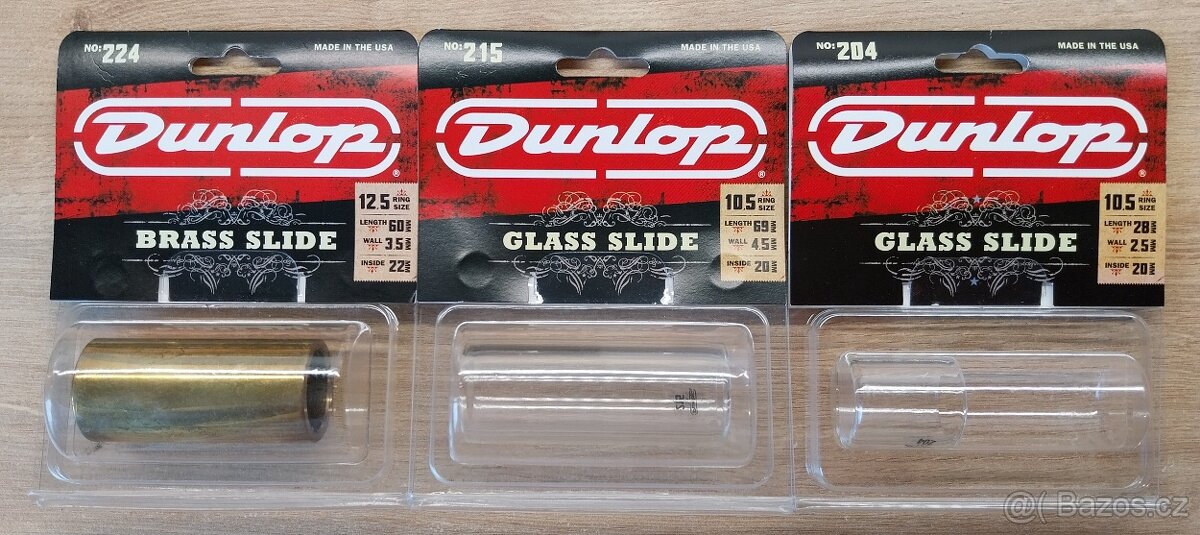 NO: 224
MADE IN THE USA
Dunlop
®
12.5 RING SIZE
LENGTH 60 MM
WALL 3.5 MM
INSIDE 22 MM
BRASS SLIDE
NO: 215
MADE IN THE USA
Dunlop
®
10.5 RING SIZE
LENGTH 69 MM
WALL 4.5 MM
INSIDE 20 MM
GLASS SLIDE
215
NO: 204
MADE IN THE USA
Dunlop
®
10.5 RING SIZE
LENGTH 28 MM
WALL 2.5 MM
INSIDE 20 MM
GLASS SLIDE
204
@( Bazos.cz